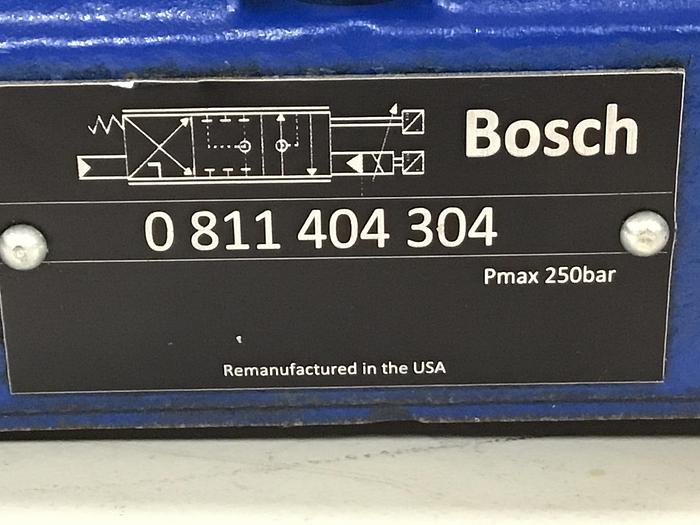 Bosch
0 811 404 304
Pmax 250bar
Remanufactured in the USA